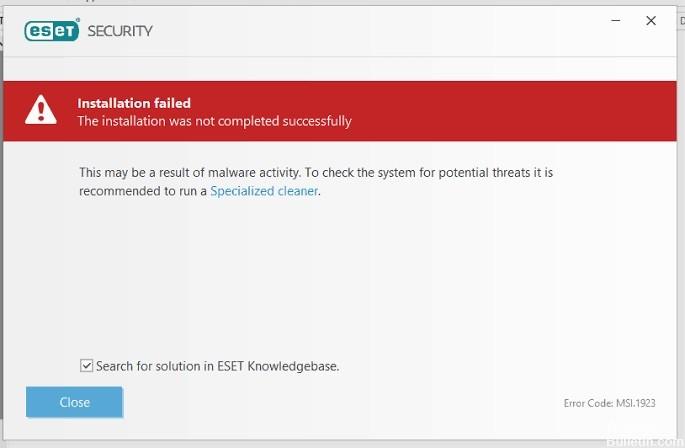 eset® SECURITY
Installation failed
The installation was not completed successfully
This may be a result of malware activity. To check the system for potential threats it is
recommended to run a Specialized cleaner.
Search for solution in ESET Knowledgebase.
Close
Error Code: MSI.1923
Bulletin.com